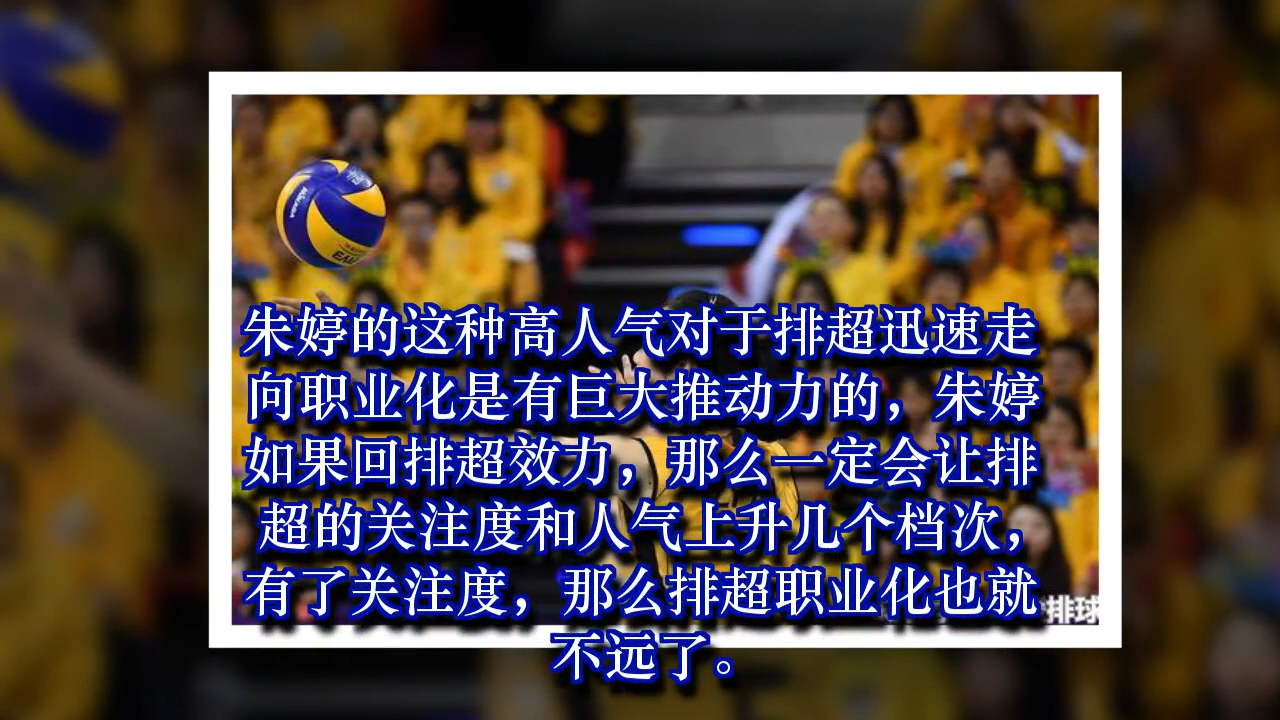 MIKASA
朱婷的这种高人气对于排超迅速走
向职业化是有巨大推动力的，朱婷
如果回排超效力，那么一定会让排
超的关注度和人气上升几个档次，
有了关注度，那么排超职业化也就
不远了。
排球